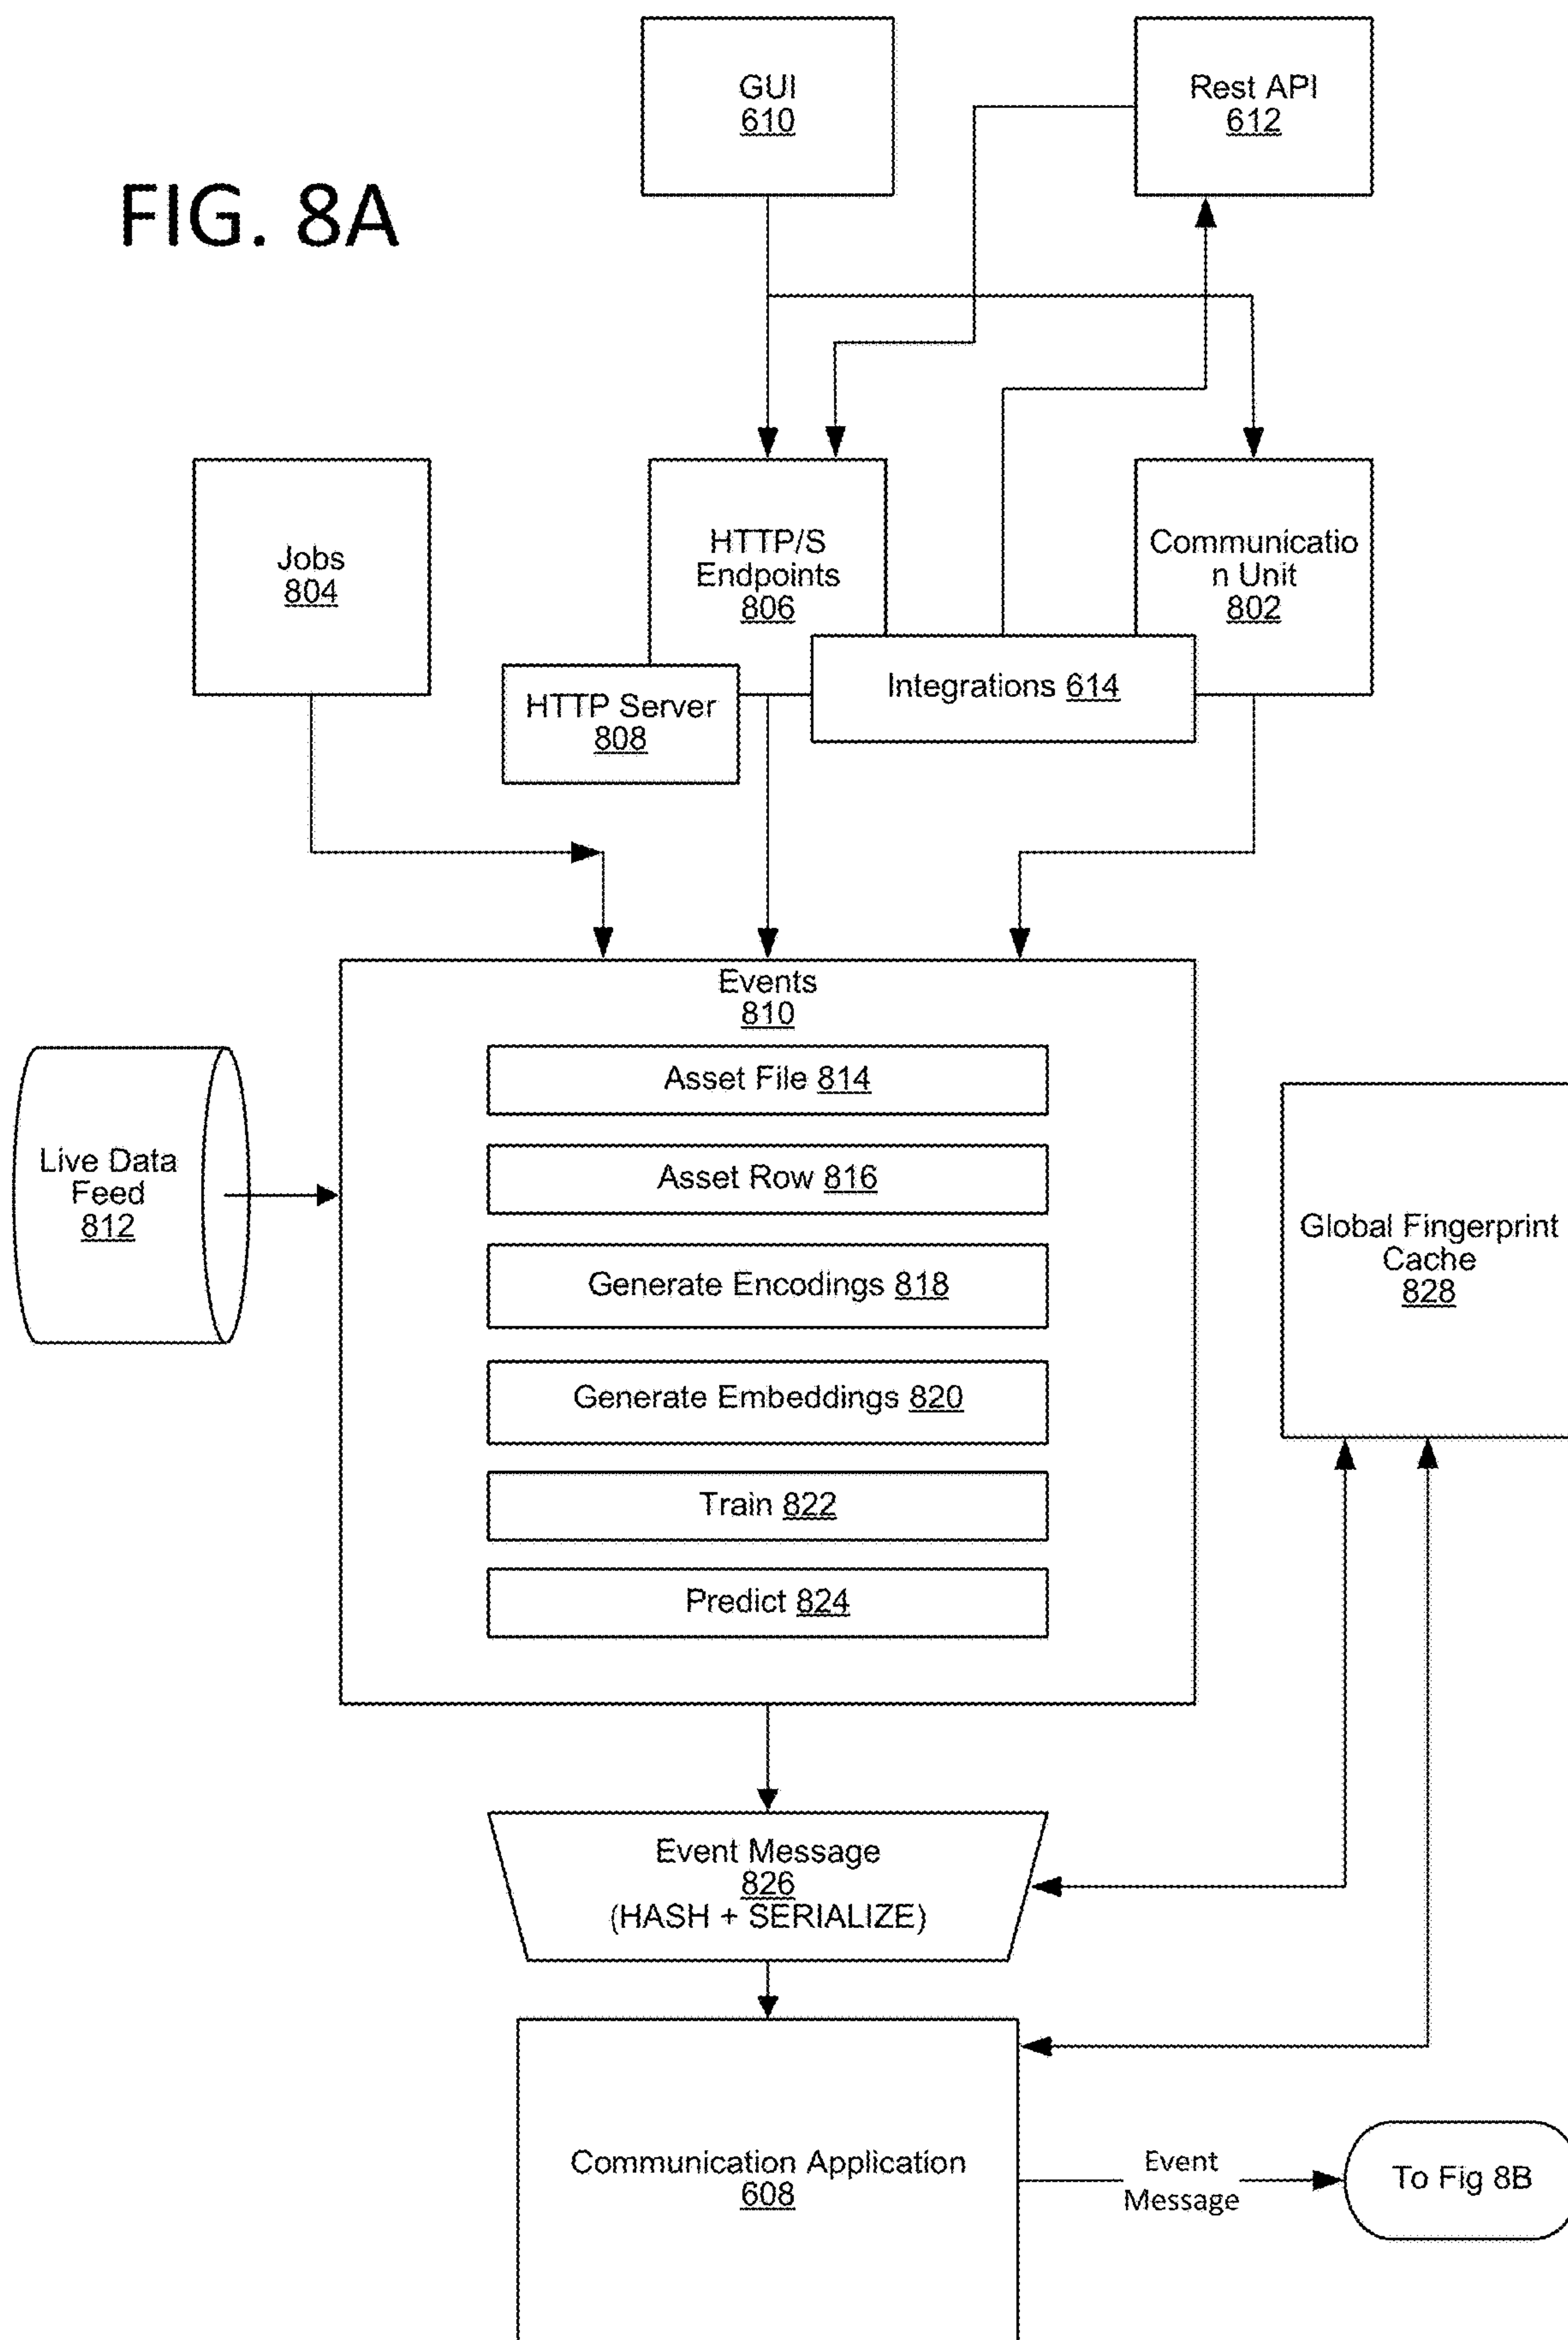 GUI
610
Rest API
612
FIG. 8A
Jobs
804
HTTP/S
Endpoints
806
Communicatio
n Unit
802
HTTP Server
808
Integrations 614
Events
810
Asset File 814
Asset Row 816
Generate Encodings 818
Generate Embeddings 820
Train 822
Predict 824
Live Data
Feed
812
Global Fingerprint
Cache
828
Event Message
826
(HASH + SERIALIZE)
Communication Application
608
Event
Message
To Fig 8B